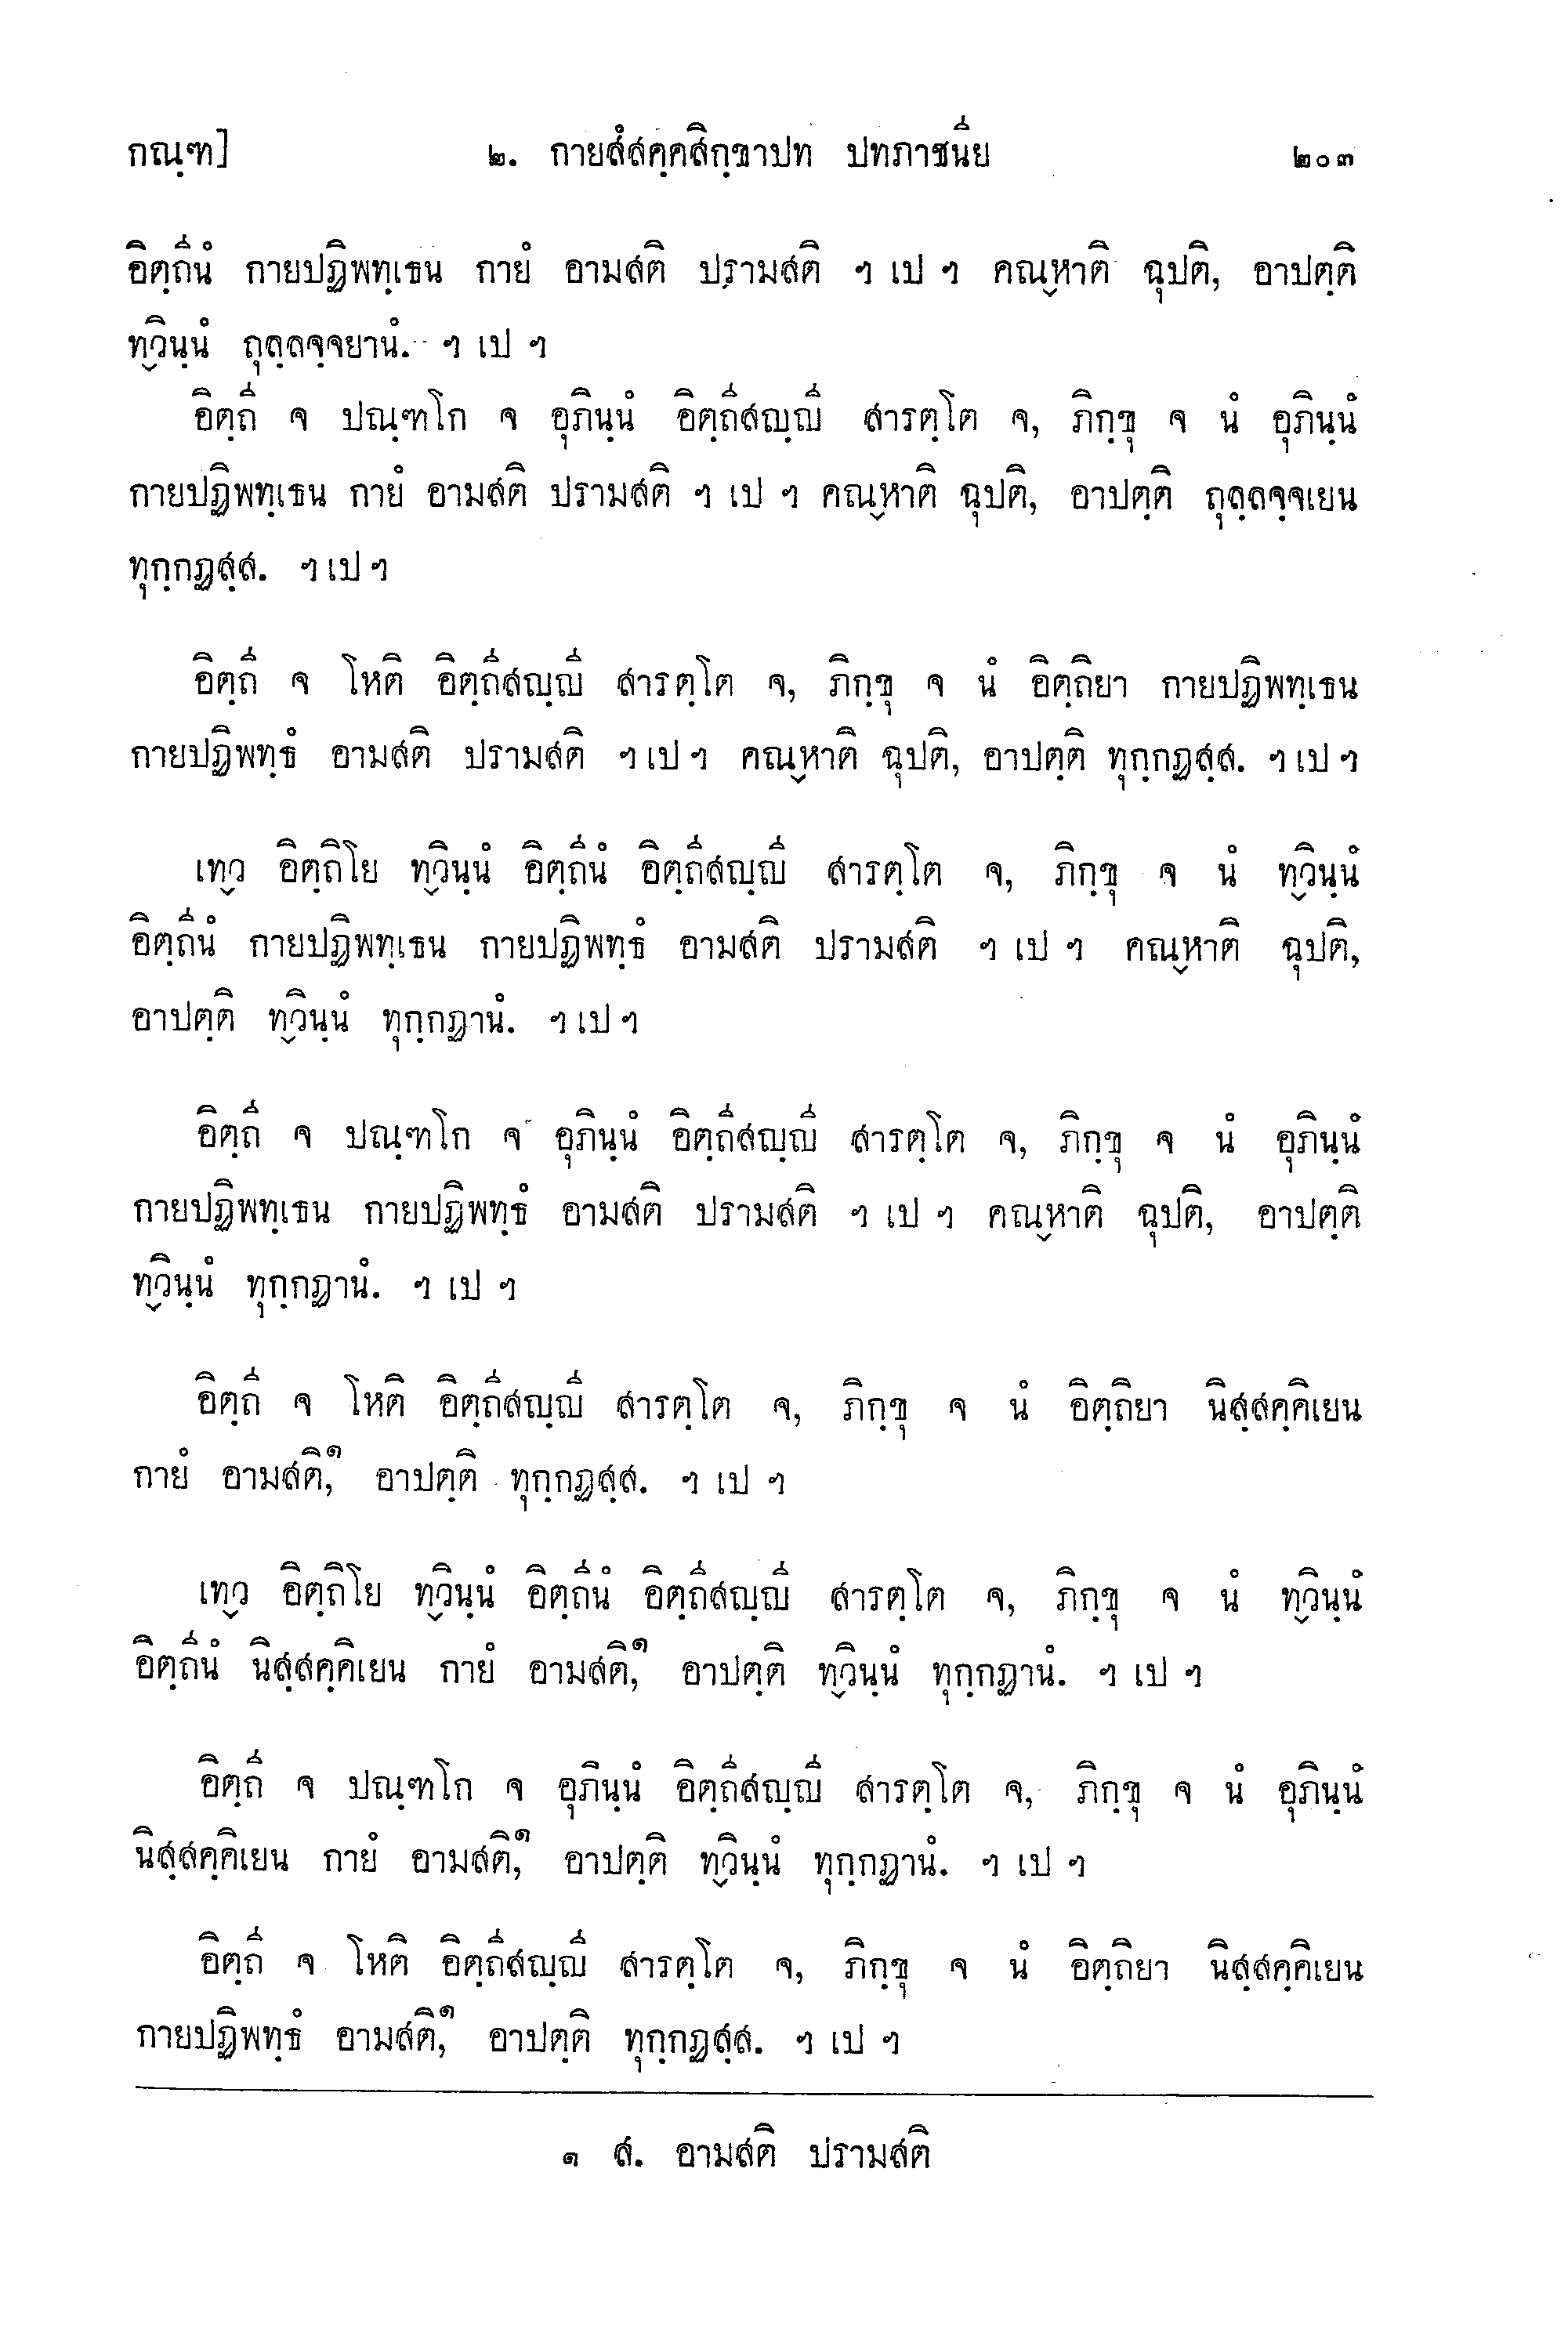 กณฺฑ] ๒. กายสํสคฺคสิกฺขาปท ปทภาชนีย ๒๐๓
อิตฺถีนํ กายปฏิพทฺเธน กายํ อามสติ ปรามสติ ฯ เป ฯ คณฺหาติ ฉุปติ, อาปตฺติ
ทฺวินฺนํ ถุลฺลจฺจยานํ. ฯ เป ฯ
อิตฺถี จ ปณฺฑโก จ อุภินฺนํ อิตฺถีสญฺญี สารตฺโต จ, ภิกฺขุ จ นํ อุภินฺนํ
กายปฏิพทฺเธน กายํ อามสติ ปรามสติ ฯ เป ฯ คณฺหาติ ฉุปติ, อาปตฺติ ถุลฺลจฺจเยน
ทุกฺกฏสฺส. ฯ เป ฯ
อิตฺถี จ โหติ อิตฺถีสญฺญี สารตฺโต จ, ภิกฺขุ จ นํ อิตฺถิยา กายปฏิพทฺเธน
กายปฏิพทฺธํ อามสติ ปรามสติ ฯ เป ฯ คณฺหาติ ฉุปติ, อาปตฺติ ทุกฺกฏสฺส. ฯ เป ฯ
เทฺว อิตฺถิโย ทฺวินฺนํ อิตฺถีนํ อิตฺถีสญฺญี สารตฺโต จ, ภิกฺขุ จ นํ ทฺวินฺนํ
อิตฺถีนํ กายปฏิพทฺเธน กายปฏิพทฺธํ อามสติ ปรามสติ ฯ เป ฯ คณฺหาติ ฉุปติ,
อาปตฺติ ทฺวินฺนํ ทุกฺกฏานํ. ฯ เป ฯ
อิตฺถี จ ปณฺฑโก จ อุภินฺนํ อิตฺถีสญฺญี สารตฺโต จ, ภิกฺขุ จ นํ อุภินฺนํ
กายปฏิพทฺเธน กายปฏิพทฺธํ อามสติ ปรามสติ ฯ เป ฯ คณฺหาติ ฉุปติ, อาปตฺติ
ทฺวินฺนํ ทุกฺกฏานํ. ฯ เป ฯ
อิตฺถี จ โหติ อิตฺถีสญฺญี สารตฺโต จ, ภิกฺขุ จ นํ อิตฺถิยา นิสฺสคฺคิเยน
กายํ อามสติ,๑ อาปตฺติ ทุกฺกฏสฺส. ฯ เป ฯ
เทฺว อิตฺถิโย ทฺวินฺนํ อิตฺถีนํ อิตฺถีสญฺญี สารตฺโต จ, ภิกฺขุ จ นํ ทฺวินฺนํ
อิตฺถีนํ นิสฺสคฺคิเยน กายํ อามสติ,๑ อาปตฺติ ทฺวินฺนํ ทุกฺกฏานํ. ฯ เป ฯ
อิตฺถี จ ปณฺฑโก จ อุภินฺนํ อิตฺถีสญฺญี สารตฺโต จ, ภิกฺขุ จ นํ อุภินฺนํ
นิสฺสคฺคิเยน กายํ อามสติ,๑ อาปตฺติ ทฺวินฺนํ ทุกฺกฏานํ. ฯ เป ฯ
อิตฺถี จ โหติ อิตฺถีสญฺญี สารตฺโต จ, ภิกฺขุ จ นํ อิตฺถิยา นิสฺสคฺคิเยน
กายปฏิพทฺธํ อามสติ,๑ อาปตฺติ ทุกฺกฏสฺส. ฯ เป ฯ
๑ ส. อามสติ ปรามสติ